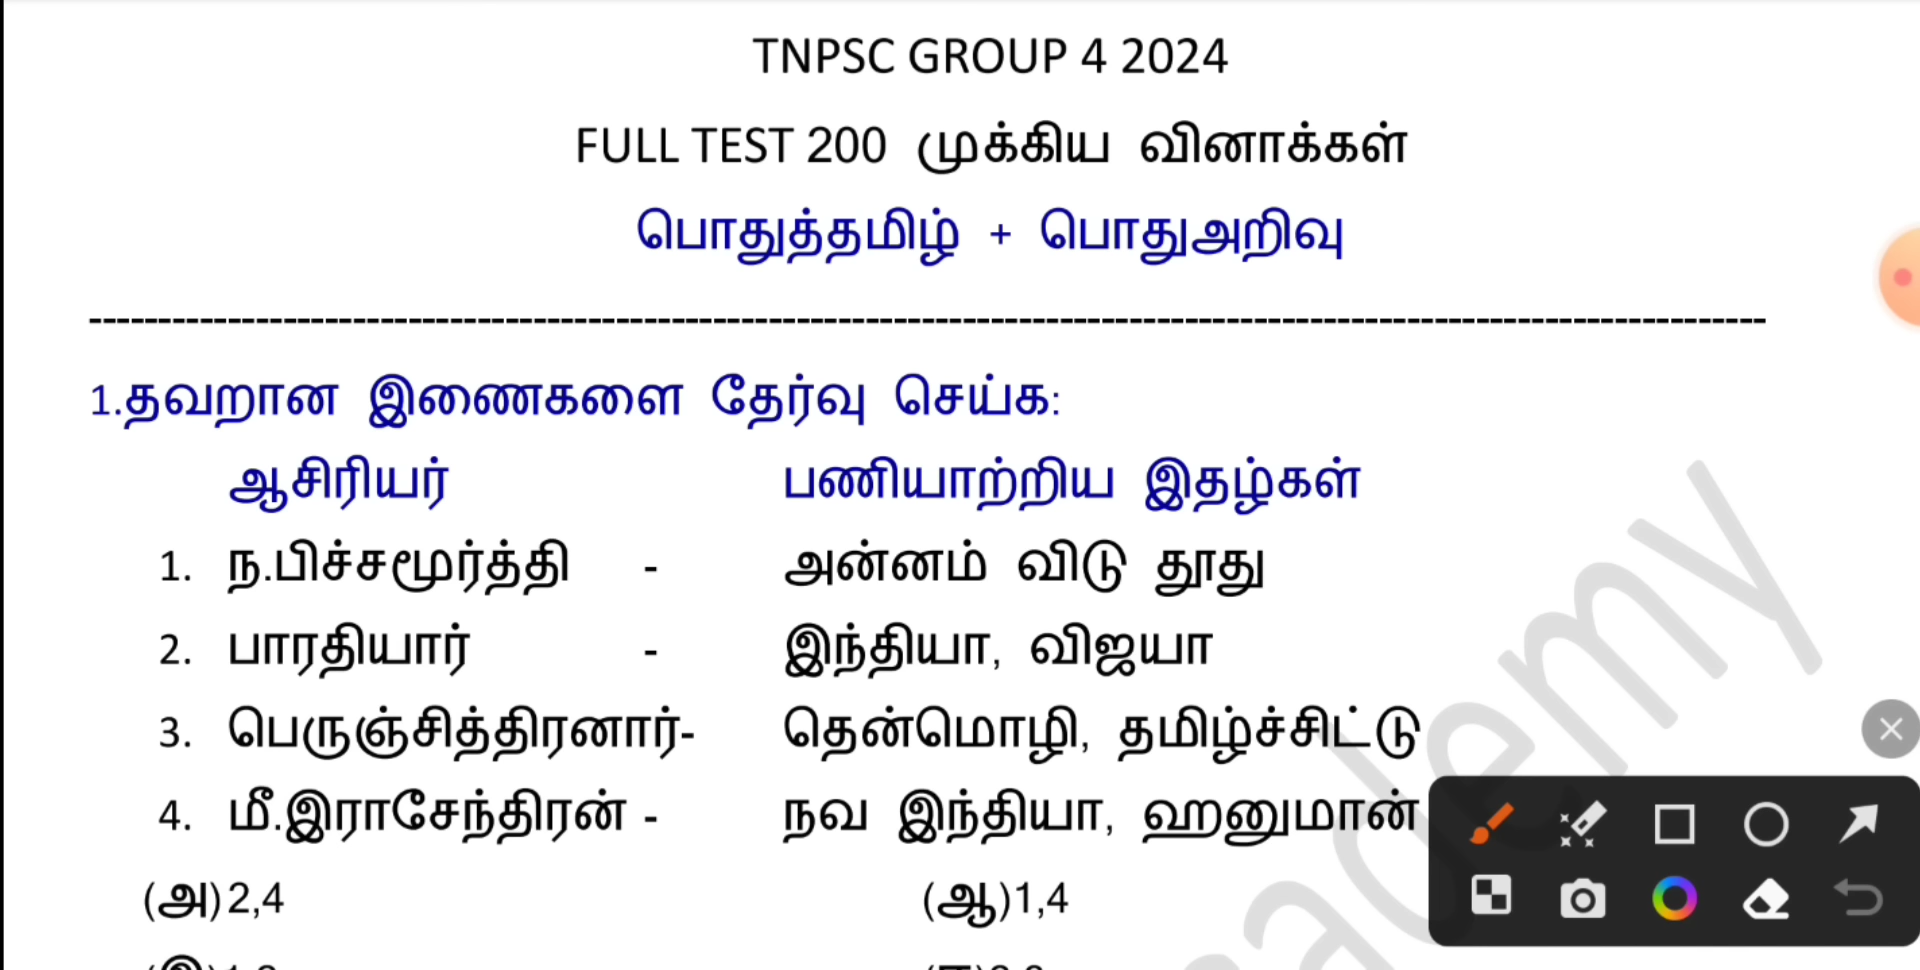 TNPSC GROUP 4 2024
FULL TEST 200 முக்கிய வினாக்கள்
பொதுத்தமிழ் + பொதுஅறிவு
--------------------------------------------------
1.தவறான இணைகளை தேர்வு செய்க:
ஆசிரியர் பணியாற்றிய இதழ்கள்
1. ந.பிச்சமூர்த்தி - அன்னம் விடு தூது
2. பாரதியார் - இந்தியா, விஜயா
3. பெருஞ்சித்திரனார்- தென்மொழி, தமிழ்ச்சிட்டு
4. மீ.இராசேந்திரன் - நவ இந்தியா, ஹனுமான்
(அ)2,4 (ஆ)1,4